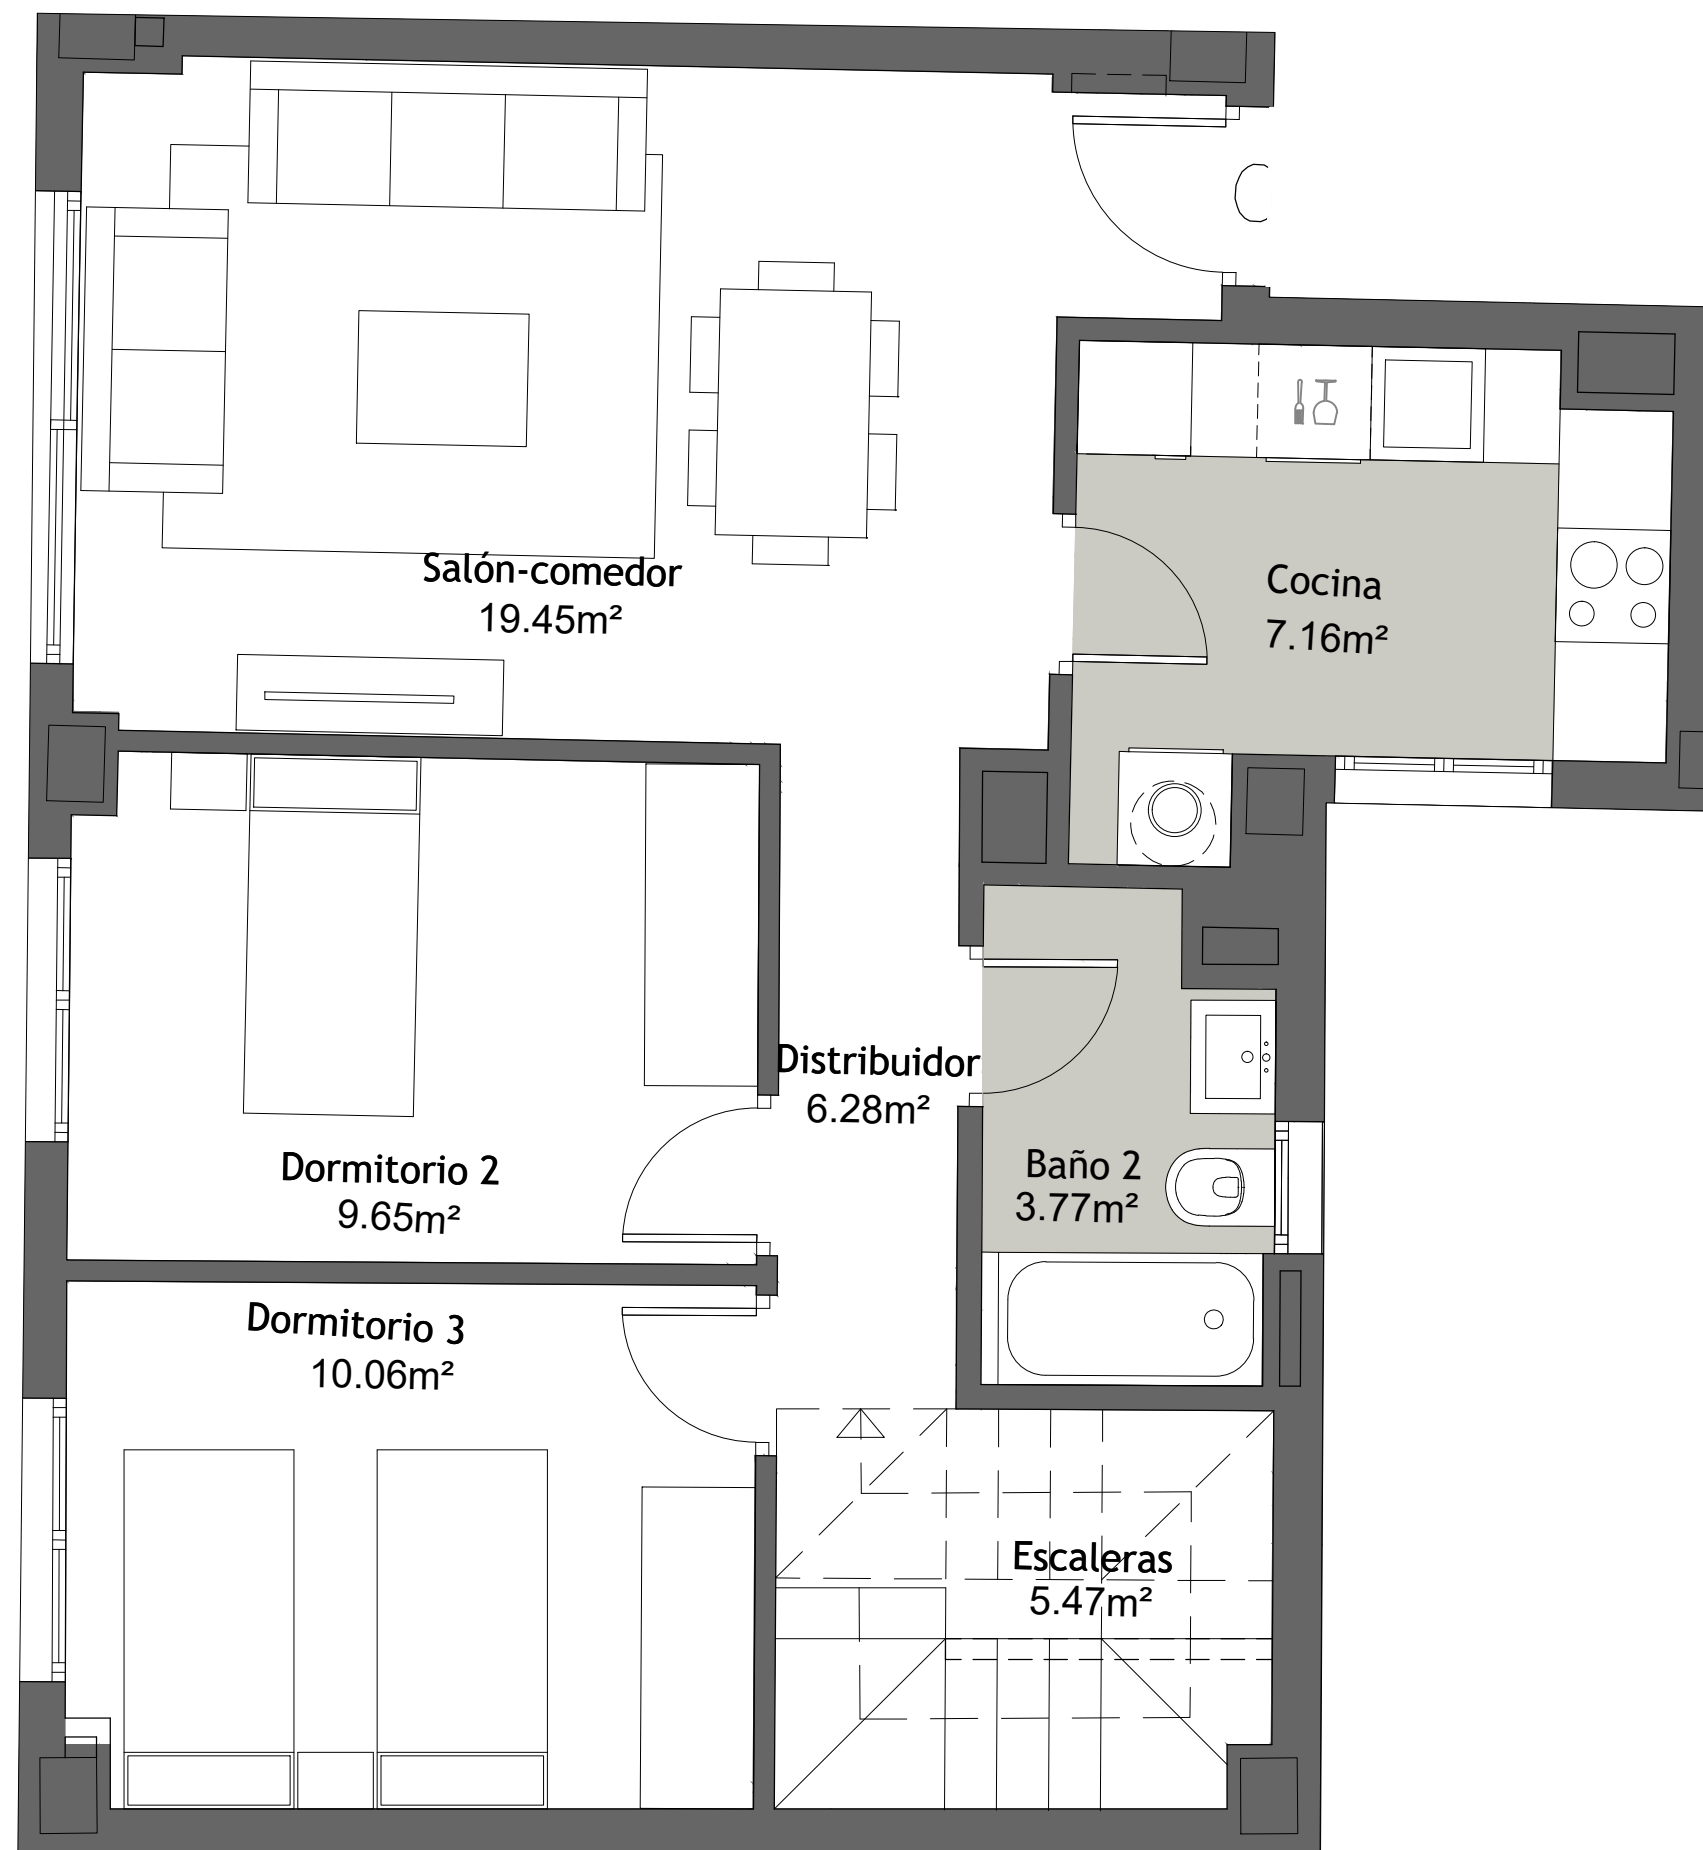 Salón-comedor
19.45m²
Cocina
7.16m²
Distribuidor
6.28m²
Dormitorio 2
9.65m²
Baño 2
3.77m²
Dormitorio 3
10.06m²
Escaleras
5.47m²